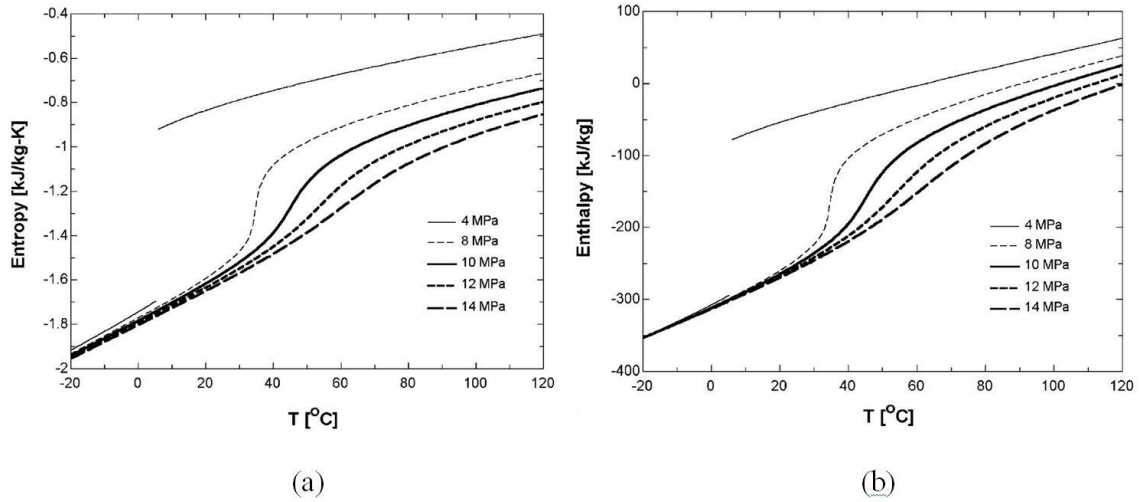 -0.4
-0.6
-0.8
-1
-1.2
-1.4
-1.6
-1.8
-2
Entropy [kJ/kg-K]
4 MPa
8 MPa
10 MPa
12 MPa
14 MPa
-20 0 20 40 60 80 100 120
T [°C]
(a)
100
0
-100
-200
-300
-400
Enthalpy [kJ/kg]
4 MPa
8 MPa
10 MPa
12 MPa
14 MPa
-20 0 20 40 60 80 100 120
T [°C]
(b)